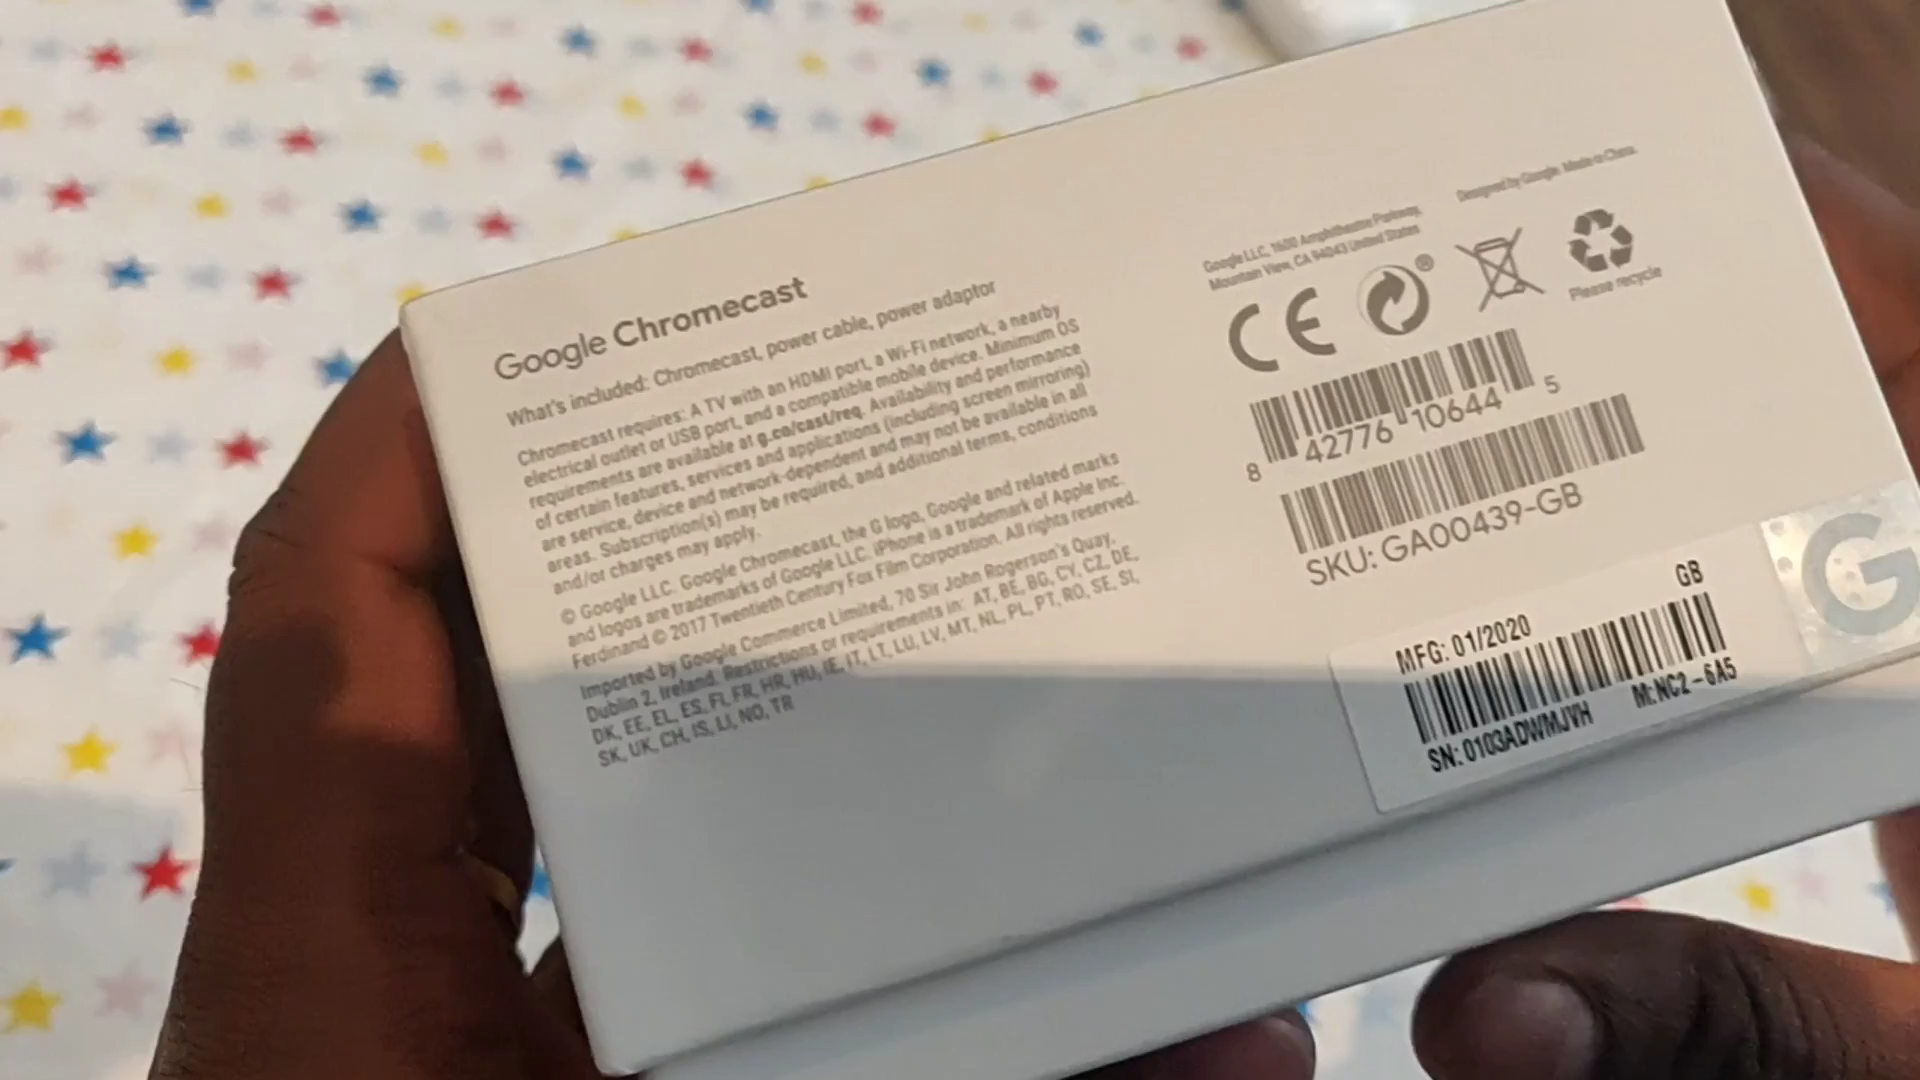 Google Chromecast
What's included: Chromecast, power cable, power adaptor
Chromecast requires: A TV with an HDMI port, a Wi-Fi network, a nearby
electrical outlet or USB port, and a compatible mobile device. Minimum OS
requirements are available at g.co/cast/req. Availability and performance
of certain features, services and applications (including screen mirroring)
are service, device and network-dependent and may not be available in all
areas. Subscription(s) may be required, and additional terms, conditions
and/or charges may apply.
© Google LLC. Google Chromecast, the G logo, Google and related marks
and logos are trademarks of Google LLC. iPhone is a trademark of Apple Inc.
Ferdinand © 2017 Twentieth Century Fox Film Corporation. All rights reserved.
Imported by Google Commerce Limited, 70 Sir John Rogerson's Quay,
Dublin 2, Ireland. Restrictions or requirements in: AT, BE, BG, CY, CZ, DE,
DK, EE, EL, ES, FI, FR, HR, HU, IE, IT, LT, LU, LV, MT, NL, PL, PT, RO, SE, SI,
SK, UK, CH, IS, LI, NO, TR
Google LLC, 1600 Amphitheatre Parkway,
Mountain View, CA 94043 United States
Designed by Google. Made in China.
CE
®
Please recycle
8 42776 10644 5
SKU: GA00439-GB
GB
MFG: 01/2020
SN: 0103ADWMJVH
M: NC2-6A5
G